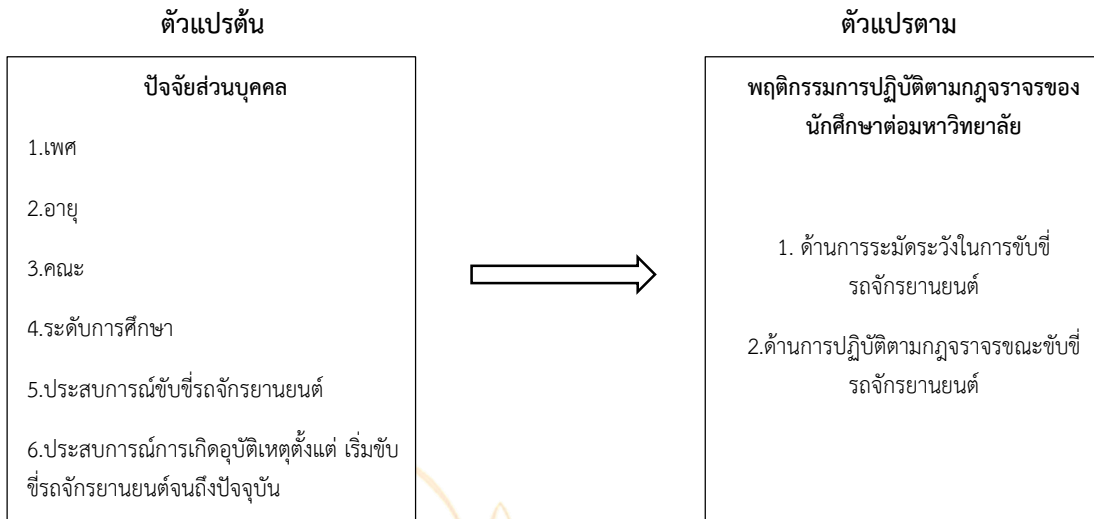 ตัวแปรต้น
ปัจจัยส่วนบุคคล
1.เพศ
2.อายุ
3.คณะ
4.ระดับการศึกษา
5.ประสบการณ์ขับขี่รถจักรยานยนต์
6.ประสบการณ์การเกิดอุบัติเหตุตั้งแต่ เริ่มขับ
ขี่รถจักรยานยนต์จนถึงปัจจุบัน
ตัวแปรตาม
พฤติกรรมการปฏิบัติตามกฎจราจรของ
นักศึกษาต่อมหาวิทยาลัย
1. ด้านการระมัดระวังในการขับขี่
รถจักรยานยนต์
2.ด้านการปฏิบัติตามกฎจราจรขณะขับขี่
รถจักรยานยนต์